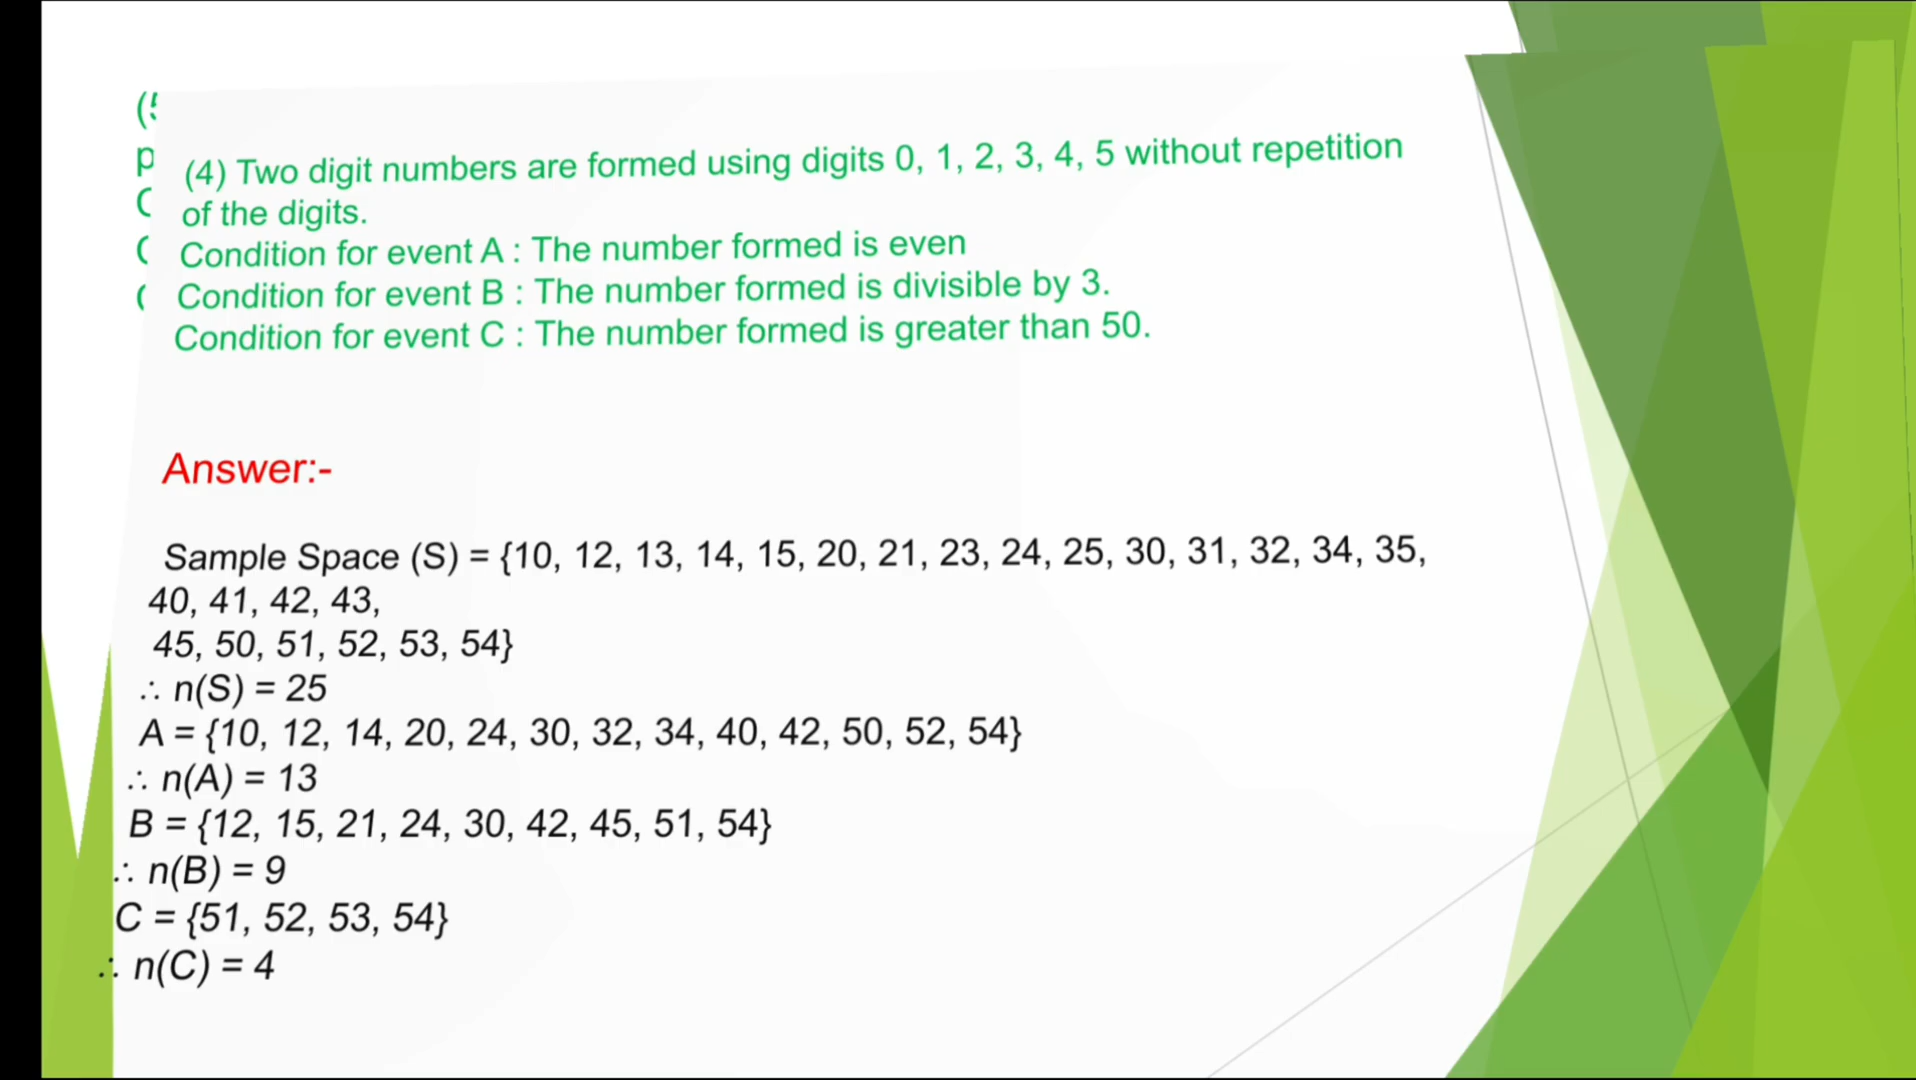 (4) Two digit numbers are formed using digits 0, 1, 2, 3, 4, 5 without repetition
of the digits.
Condition for event A : The number formed is even
Condition for event B : The number formed is divisible by 3.
Condition for event C : The number formed is greater than 50.
Answer:-
Sample Space (S) = {10, 12, 13, 14, 15, 20, 21, 23, 24, 25, 30, 31, 32, 34, 35,
40, 41, 42, 43,
45, 50, 51, 52, 53, 54}
∴ n(S) = 25
A = {10, 12, 14, 20, 24, 30, 32, 34, 40, 42, 50, 52, 54}
∴ n(A) = 13
B = {12, 15, 21, 24, 30, 42, 45, 51, 54}
∴ n(B) = 9
C = {51, 52, 53, 54}
∴ n(C) = 4